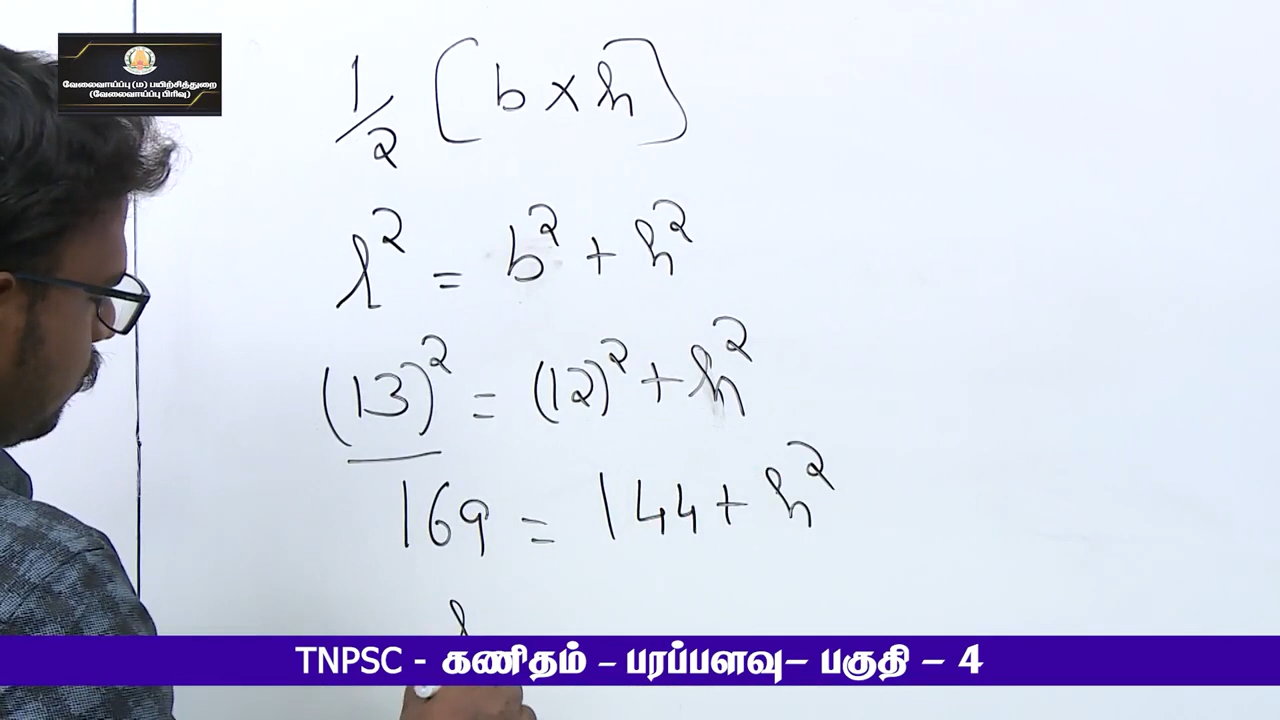 வேலைவாய்ப்பு (ம) பயிற்சித்துறை
(வேலைவாய்ப்பு பிரிவு)
1/2 [b × h]
l² = b² + h²
(13)² = (12)² + h²
169 = 144 + h²
h
TNPSC - கணிதம் - பரப்பளவு - பகுதி - 4